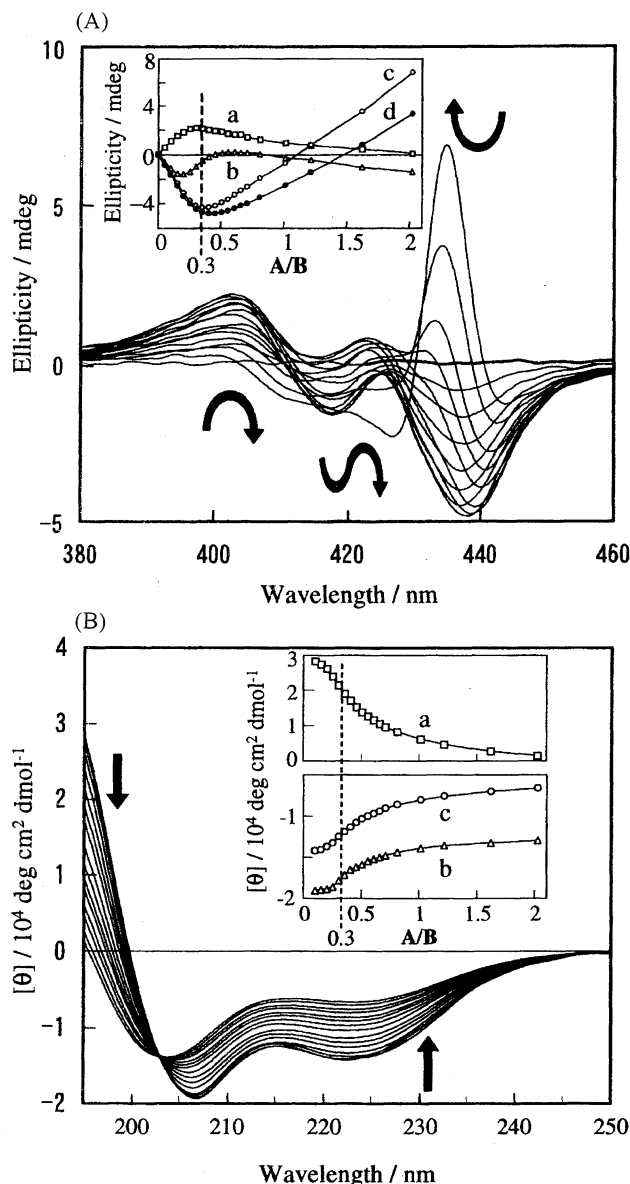 (A)
10
5
0
−5
Ellipticity / mdeg
380 400 420 440 460
Wavelength / nm
8
4
0
−4
Ellipticity / mdeg
a
b
c
d
0 0.5 1 1.5 2
0.3
A/B
(B)
4
3
2
1
0
-1
-2
[θ] / 10⁴ deg cm² dmol⁻¹
200 210 220 230 240 250
Wavelength / nm
3
2
1
0
a
-1
-2
c
b
[θ] / 10⁴ deg cm² dmol⁻¹
0 0.5 1 1.5 2
0.3
A/B